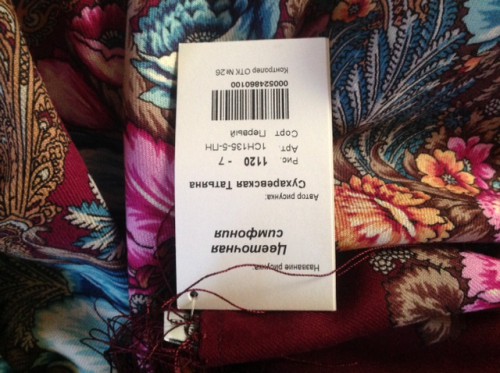 Название рисунка:
Цветочная
симфония
Автор рисунка:
Сухаревская Татьяна
Рис. 1120 - 7
Арт. 1СН135-5-ПН
Сорт Первый
000524860100
Контролер ОТК № 26